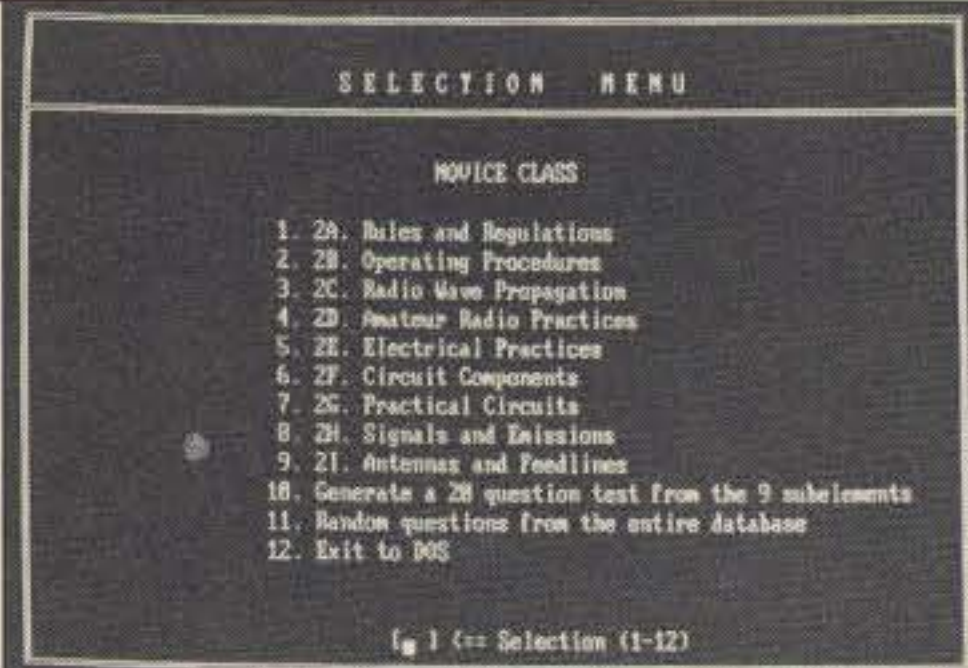 SELECTION MENU
NOVICE CLASS
1. 2A. Rules and Regulations
2. 2B. Operating Procedures
3. 2C. Radio Wave Propagation
4. 2D. Amateur Radio Practices
5. 2E. Electrical Practices
6. 2F. Circuit Components
7. 2G. Practical Circuits
8. 2H. Signals and Emissions
9. 2I. Antennas and Feedlines
10. Generate a 20 question test from the 9 subelements
11. Random questions from the entire database
12. Exit to DOS
[ ] <== Selection (1-12)